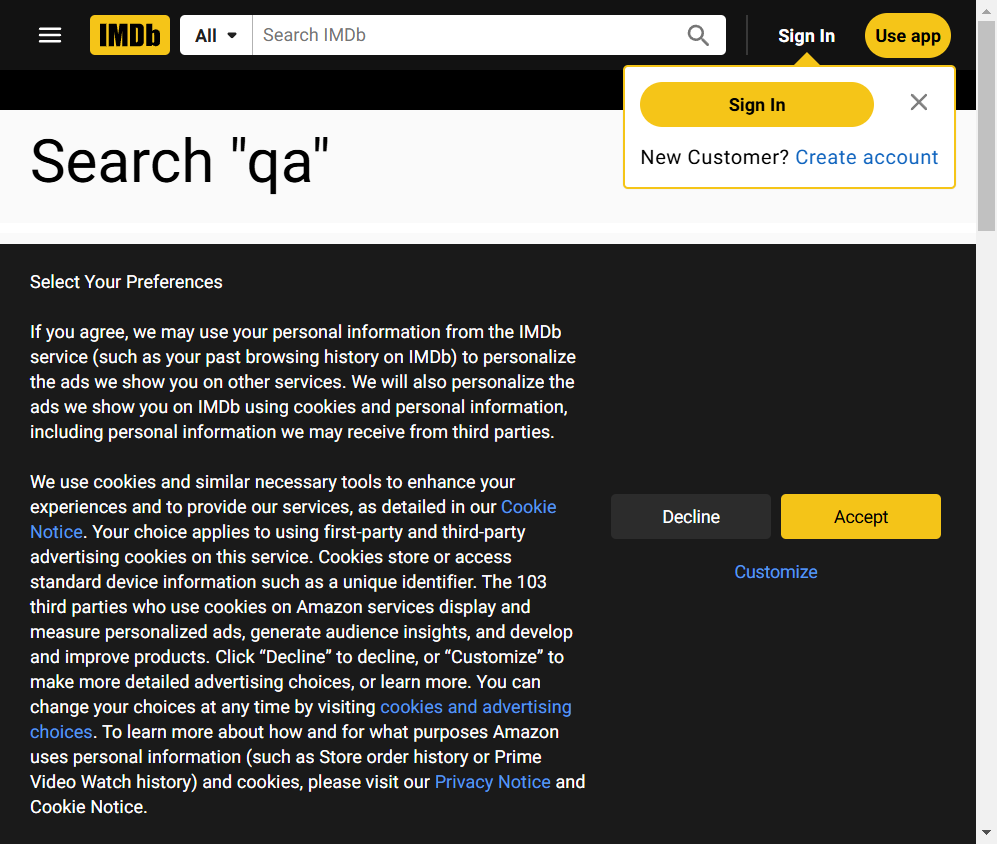 IMDb All Search IMDb Sign In Use app
Sign In
New Customer? Create account
Search "qa"
Select Your Preferences
If you agree, we may use your personal information from the IMDb
service (such as your past browsing history on IMDb) to personalize
the ads we show you on other services. We will also personalize the
ads we show you on IMDb using cookies and personal information,
including personal information we may receive from third parties.
We use cookies and similar necessary tools to enhance your
experiences and to provide our services, as detailed in our Cookie
Notice. Your choice applies to using first-party and third-party
advertising cookies on this service. Cookies store or access
standard device information such as a unique identifier. The 103
third parties who use cookies on Amazon services display and
measure personalized ads, generate audience insights, and develop
and improve products. Click “Decline” to decline, or “Customize” to
make more detailed advertising choices, or learn more. You can
change your choices at any time by visiting cookies and advertising
choices. To learn more about how and for what purposes Amazon
uses personal information (such as Store order history or Prime
Video Watch history) and cookies, please visit our Privacy Notice and
Cookie Notice.
Decline Accept
Customize